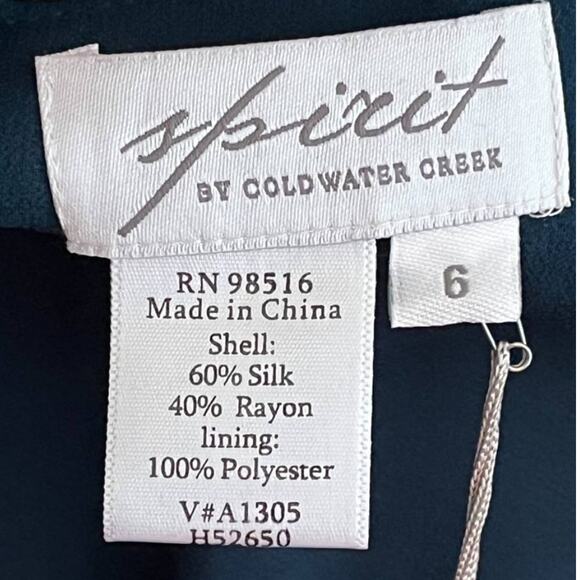 spirit
BY COLDWATER CREEK
6
RN 98516
Made in China
Shell:
60% Silk
40% Rayon
lining:
100% Polyester
V#A1305
H52650